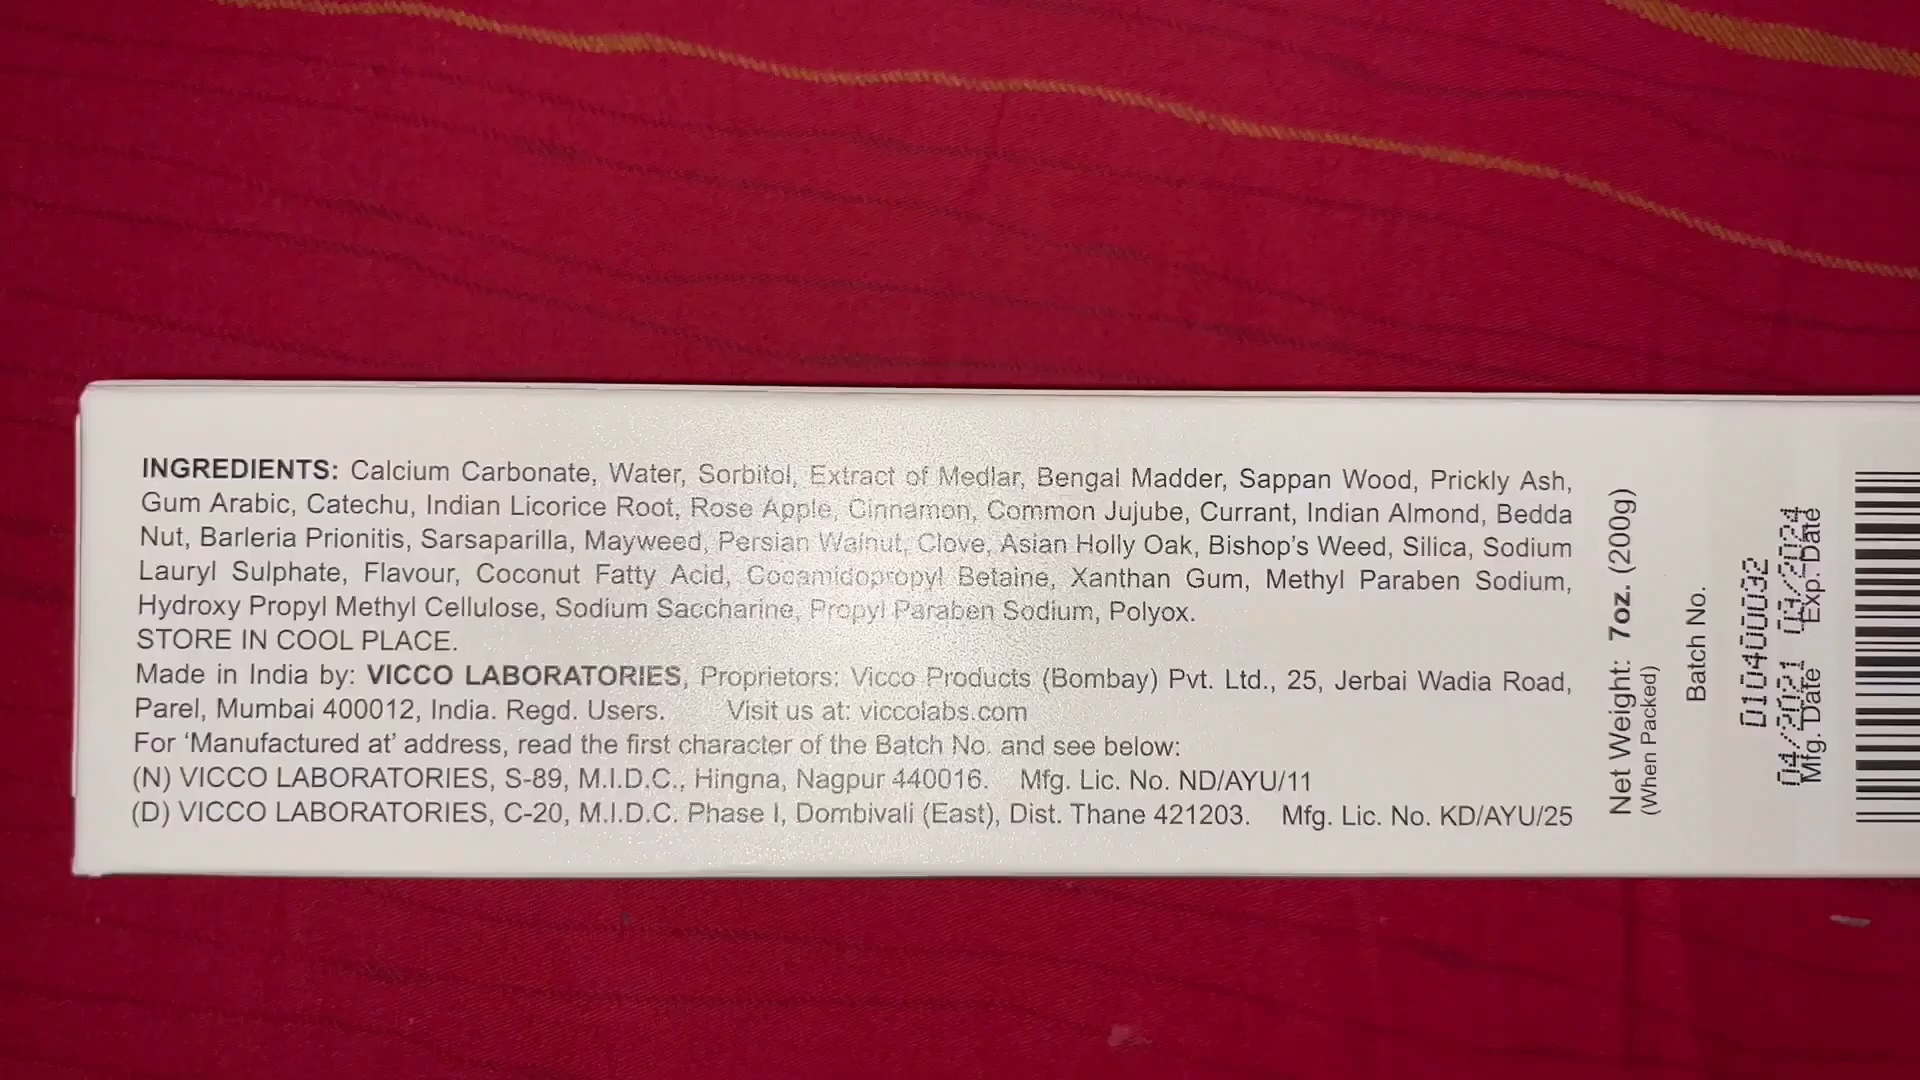 INGREDIENTS: Calcium Carbonate, Water, Sorbitol, Extract of Medlar, Bengal Madder, Sappan Wood, Prickly Ash,
Gum Arabic, Catechu, Indian Licorice Root, Rose Apple, Cinnamon, Common Jujube, Currant, Indian Almond, Bedda
Nut, Barleria Prionitis, Sarsaparilla, Mayweed, Persian Walnut, Clove, Asian Holly Oak, Bishop's Weed, Silica, Sodium
Lauryl Sulphate, Flavour, Coconut Fatty Acid, Cocamidopropyl Betaine, Xanthan Gum, Methyl Paraben Sodium,
Hydroxy Propyl Methyl Cellulose, Sodium Saccharine, Propyl Paraben Sodium, Polyox.
STORE IN COOL PLACE.
Made in India by: VICCO LABORATORIES, Proprietors: Vicco Products (Bombay) Pvt. Ltd., 25, Jerbai Wadia Road,
Parel, Mumbai 400012, India. Regd. Users. Visit us at: viccolabs.com
For ‘Manufactured at’ address, read the first character of the Batch No. and see below:
(N) VICCO LABORATORIES, S-89, M.I.D.C., Hingna, Nagpur 440016. Mfg. Lic. No. ND/AYU/11
(D) VICCO LABORATORIES, C-20, M.I.D.C. Phase I, Dombivali (East), Dist. Thane 421203. Mfg. Lic. No. KD/AYU/25
Net Weight: 7oz. (200g)
(When Packed)
Batch No.
D10400032
04/2021 03/2024
Mfg. Date Exp. Date